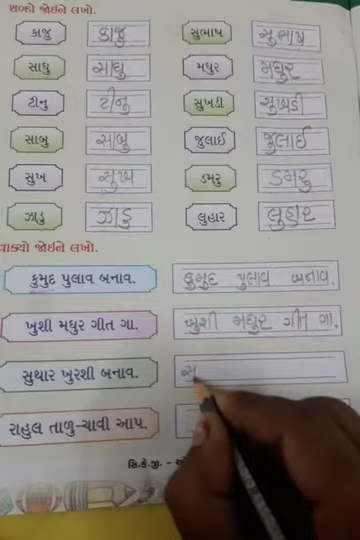 શબ્દો જોઈને લખો.
કાજુ કાજુ સુભાષ સુભાષ
સાધુ સાધુ મધુર મધુર
ટીનુ ટીનુ સુખડી સુખડી
સાબુ સાબુ જુલાઈ જુલાઈ
સુખ સુખ ડમરુ ડમરુ
ઝાડુ ઝાડુ લુહાર લુહાર
વાક્યો જોઈને લખો.
કુમુદ પુલાવ બનાવ. કુમુદ પુલાવ બનાવ.
ખુશી મધુર ગીત ગા. ખુશી મધુર ગીત ગા.
સુથાર ખુરશી બનાવ. સ
રાહુલ તાળુ-ચાવી આપ.
સિ.કે.જી. -